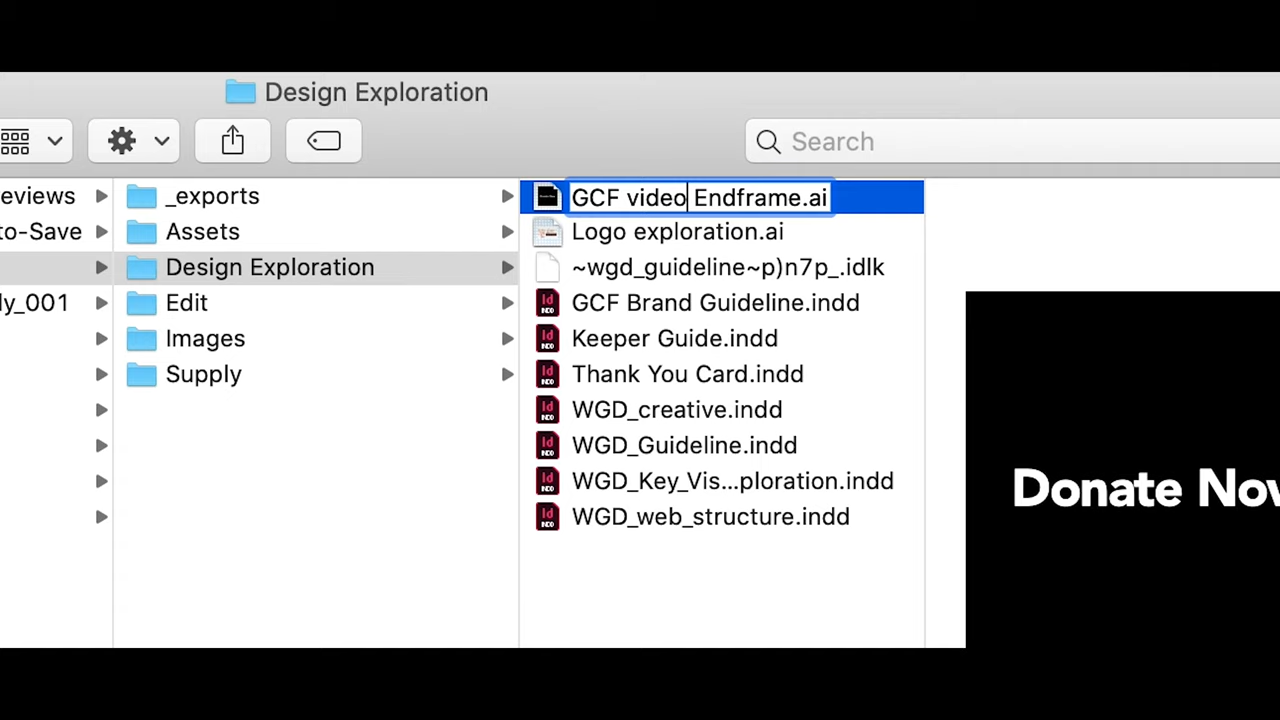 Design Exploration
Search
eviews
to-Save
ly_001
_exports
Assets
Design Exploration
Edit
Images
Supply
GCF video Endframe.ai
Logo exploration.ai
~wgd_guideline~p)n7p_.idlk
GCF Brand Guideline.indd
Keeper Guide.indd
Thank You Card.indd
WGD_creative.indd
WGD_Guideline.indd
WGD_Key_Vis...ploration.indd
WGD_web_structure.indd
Donate Nov